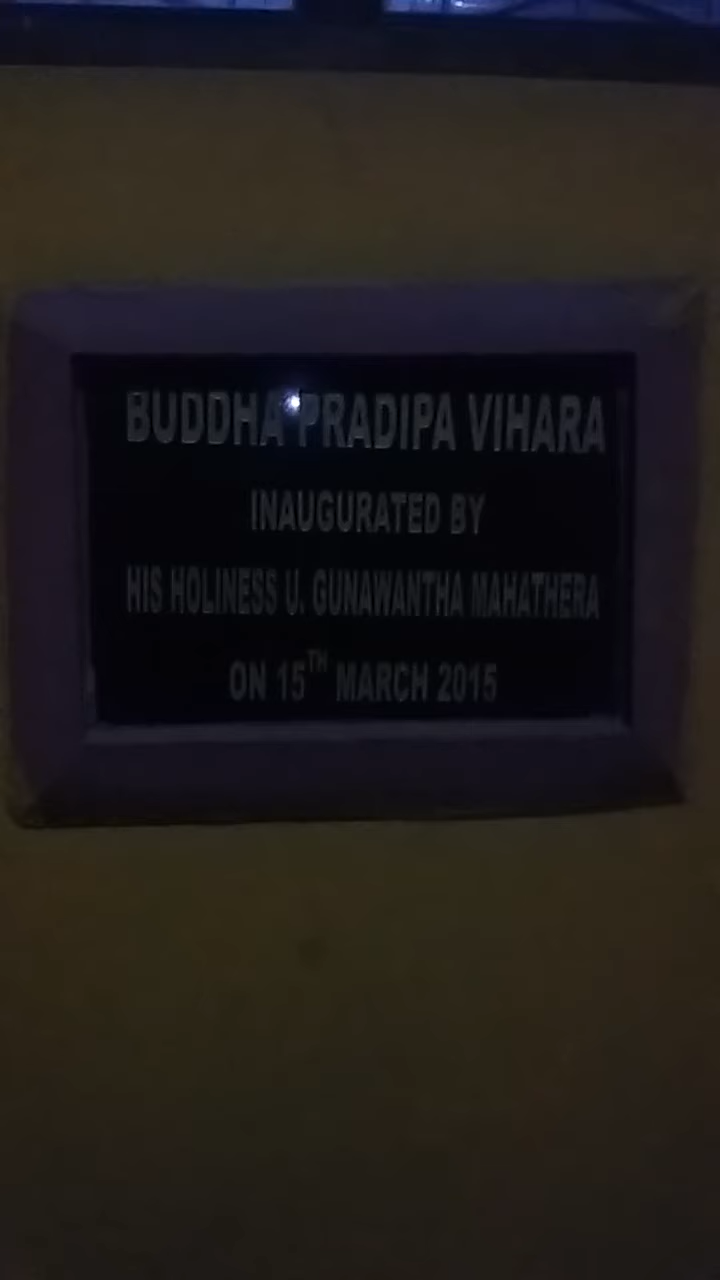 BUDDHA PRADIPA VIHARA
INAUGURATED BY
HIS HOLINESS U. GUNAWANTHA MAHATHERA
ON 15TH MARCH 2015